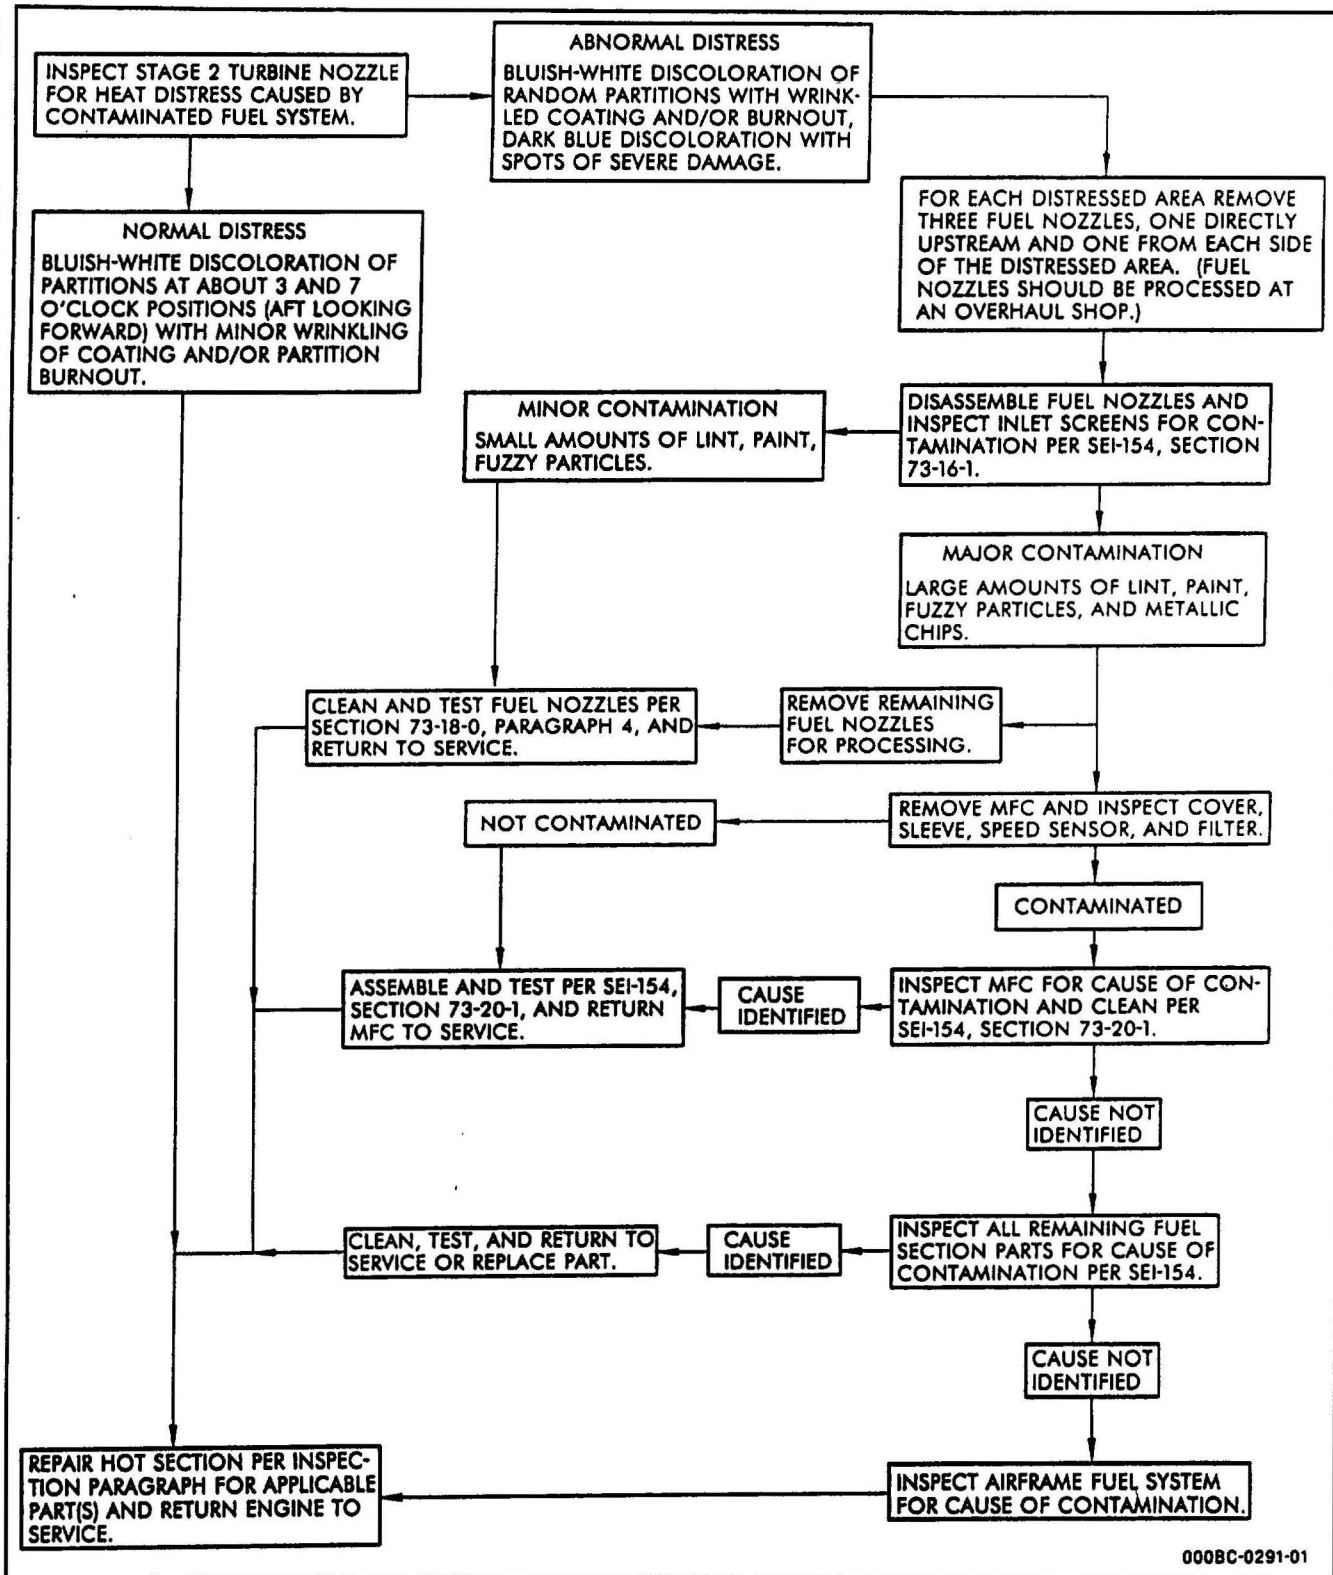 INSPECT STAGE 2 TURBINE NOZZLE
FOR HEAT DISTRESS CAUSED BY
CONTAMINATED FUEL SYSTEM.
ABNORMAL DISTRESS
BLUISH-WHITE DISCOLORATION OF
RANDOM PARTITIONS WITH WRINK-
LED COATING AND/OR BURNOUT,
DARK BLUE DISCOLORATION WITH
SPOTS OF SEVERE DAMAGE.
NORMAL DISTRESS
BLUISH-WHITE DISCOLORATION OF
PARTITIONS AT ABOUT 3 AND 7
O'CLOCK POSITIONS (AFT LOOKING
FORWARD) WITH MINOR WRINKLING
OF COATING AND/OR PARTITION
BURNOUT.
FOR EACH DISTRESSED AREA REMOVE
THREE FUEL NOZZLES, ONE DIRECTLY
UPSTREAM AND ONE FROM EACH SIDE
OF THE DISTRESSED AREA. (FUEL
NOZZLES SHOULD BE PROCESSED AT
AN OVERHAUL SHOP.)
MINOR CONTAMINATION
SMALL AMOUNTS OF LINT, PAINT,
FUZZY PARTICLES.
DISASSEMBLE FUEL NOZZLES AND
INSPECT INLET SCREENS FOR CON-
TAMINATION PER SEI-154, SECTION
73-16-1.
MAJOR CONTAMINATION
LARGE AMOUNTS OF LINT, PAINT,
FUZZY PARTICLES, AND METALLIC
CHIPS.
CLEAN AND TEST FUEL NOZZLES PER
SECTION 73-18-0, PARAGRAPH 4, AND
RETURN TO SERVICE.
REMOVE REMAINING
FUEL NOZZLES
FOR PROCESSING.
NOT CONTAMINATED
REMOVE MFC AND INSPECT COVER,
SLEEVE, SPEED SENSOR, AND FILTER.
CONTAMINATED
ASSEMBLE AND TEST PER SEI-154,
SECTION 73-20-1, AND RETURN
MFC TO SERVICE.
CAUSE
IDENTIFIED
INSPECT MFC FOR CAUSE OF CON-
TAMINATION AND CLEAN PER
SEI-154, SECTION 73-20-1.
CAUSE NOT
IDENTIFIED
CLEAN, TEST, AND RETURN TO
SERVICE OR REPLACE PART.
CAUSE
IDENTIFIED
INSPECT ALL REMAINING FUEL
SECTION PARTS FOR CAUSE OF
CONTAMINATION PER SEI-154.
CAUSE NOT
IDENTIFIED
REPAIR HOT SECTION PER INSPEC-
TION PARAGRAPH FOR APPLICABLE
PART(S) AND RETURN ENGINE TO
SERVICE.
INSPECT AIRFRAME FUEL SYSTEM
FOR CAUSE OF CONTAMINATION.
000BC-0291-01